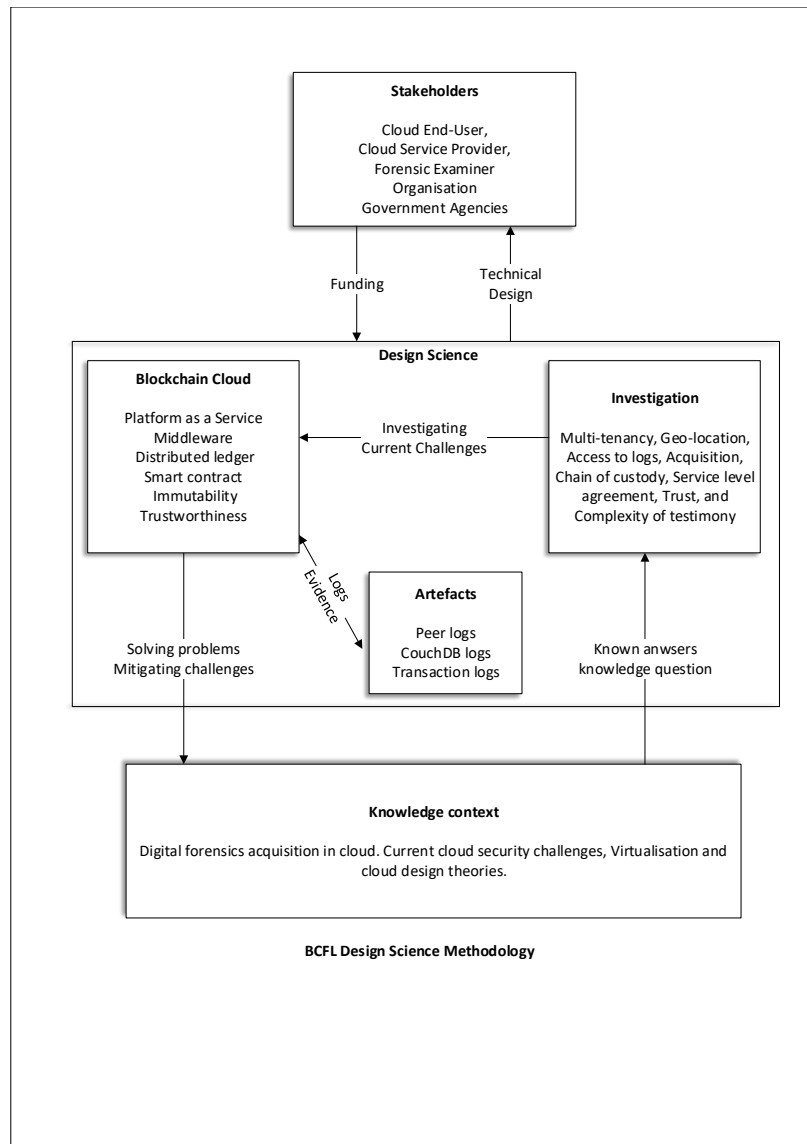 Stakeholders
Cloud End-User,
Cloud Service Provider,
Forensic Examiner
Organisation
Government Agencies
Funding
Technical
Design
Design Science
Blockchain Cloud
Platform as a Service
Middleware
Distributed ledger
Smart contract
Immutability
Trustworthiness
Investigating
Current Challenges
Investigation
Multi-tenancy, Geo-location,
Access to logs, Acquisition,
Chain of custody, Service level
agreement, Trust, and
Complexity of testimony
Logs
Evidence
Artefacts
Peer logs
CouchDB logs
Transaction logs
Solving problems
Mitigating challenges
Known anwsers
knowledge question
Knowledge context
Digital forensics acquisition in cloud. Current cloud security challenges, Virtualisation and
cloud design theories.
BCFL Design Science Methodology